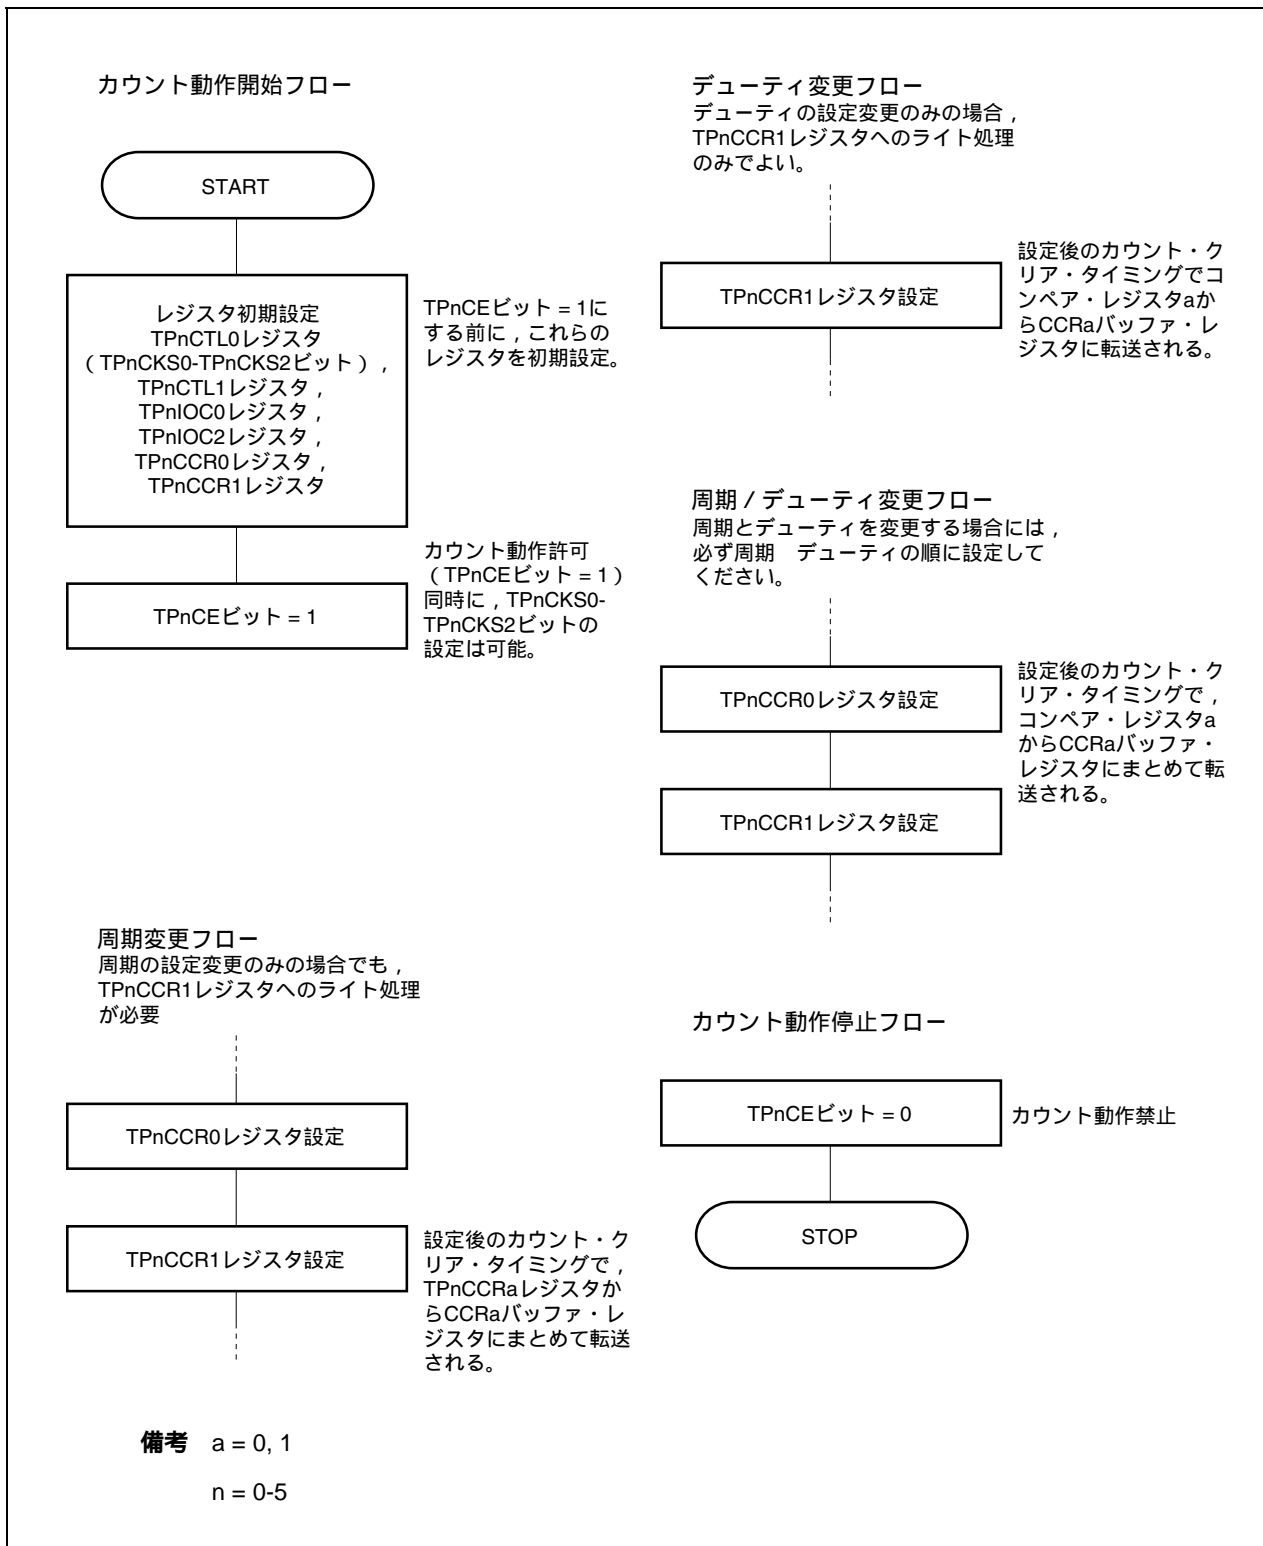 カウント動作開始フロー
START
レジスタ初期設定
TPnCTL0レジスタ
（TPnCKS0-TPnCKS2ビット），
TPnCTL1レジスタ，
TPnIOC0レジスタ，
TPnIOC2レジスタ，
TPnCCR0レジスタ，
TPnCCR1レジスタ
TPnCEビット = 1に
する前に，これらの
レジスタを初期設定。
TPnCEビット = 1
カウント動作許可
（TPnCEビット = 1）
同時に，TPnCKS0-
TPnCKS2ビットの
設定は可能。
周期変更フロー
周期の設定変更のみの場合でも，
TPnCCR1レジスタへのライト処理
が必要
TPnCCR0レジスタ設定
TPnCCR1レジスタ設定
設定後のカウント・ク
リア・タイミングで，
TPnCCRaレジスタか
らCCRaバッファ・レ
ジスタにまとめて転送
される。
デューティ変更フロー
デューティの設定変更のみの場合，
TPnCCR1レジスタへのライト処理
のみでよい。
TPnCCR1レジスタ設定
設定後のカウント・ク
リア・タイミングでコ
ンペア・レジスタaか
らCCRaバッファ・レ
ジスタに転送される。
周期 / デューティ変更フロー
周期とデューティを変更する場合には，
必ず周期　デューティの順に設定して
ください。
TPnCCR0レジスタ設定
設定後のカウント・ク
リア・タイミングで，
コンペア・レジスタa
からCCRaバッファ・
レジスタにまとめて転
送される。
TPnCCR1レジスタ設定
カウント動作停止フロー
TPnCEビット = 0
カウント動作禁止
STOP
備考　a = 0, 1
n = 0-5